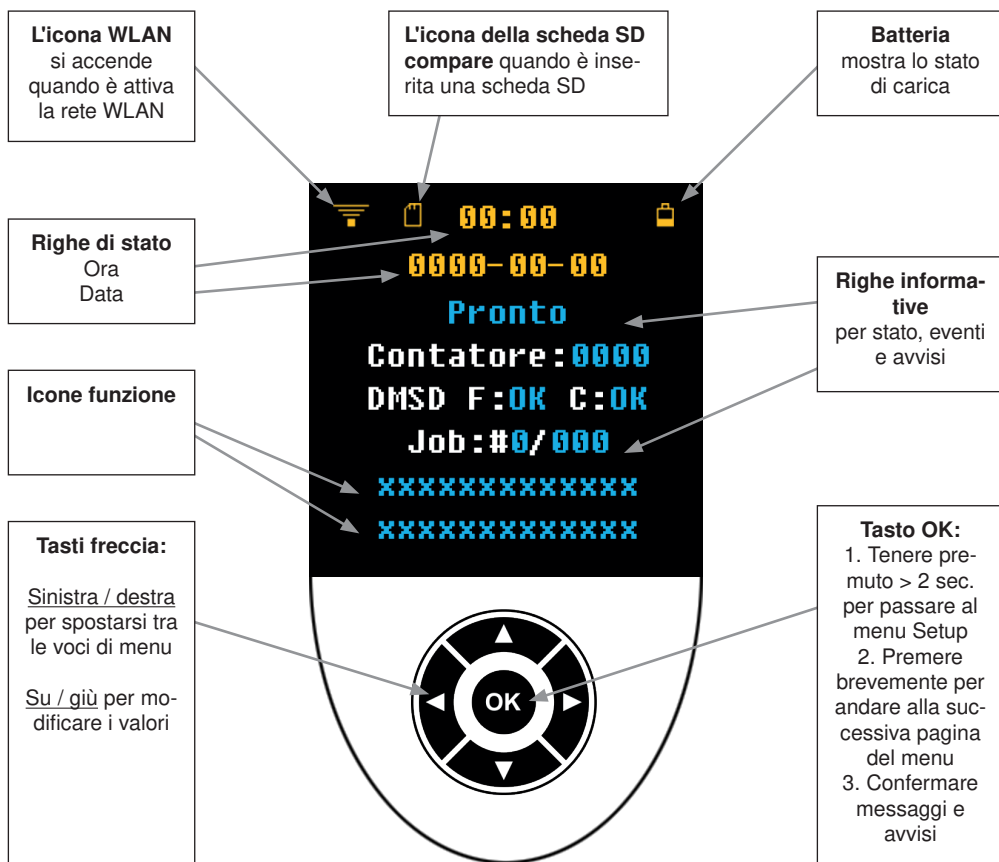 L'icona WLAN
si accende
quando è attiva
la rete WLAN
L'icona della scheda SD
compare quando è inse-
rita una scheda SD
Batteria
mostra lo stato
di carica
00:00
0000-00-00
Pronto
Contatore:0000
DMSD F:OK C:OK
Job:#0/000
xxxxxxxxxxxxx
xxxxxxxxxxxxx
Righe di stato
Ora
Data
Righe informa-
tive
per stato, eventi
e avvisi
Icone funzione
Tasti freccia:
Sinistra / destra
per spostarsi tra
le voci di menu
Su / giù per mo-
dificare i valori
OK
Tasto OK:
1. Tenere pre-
muto > 2 sec.
per passare al
menu Setup
2. Premere
brevemente per
andare alla suc-
cessiva pagina
del menu
3. Confermare
messaggi e
avvisi